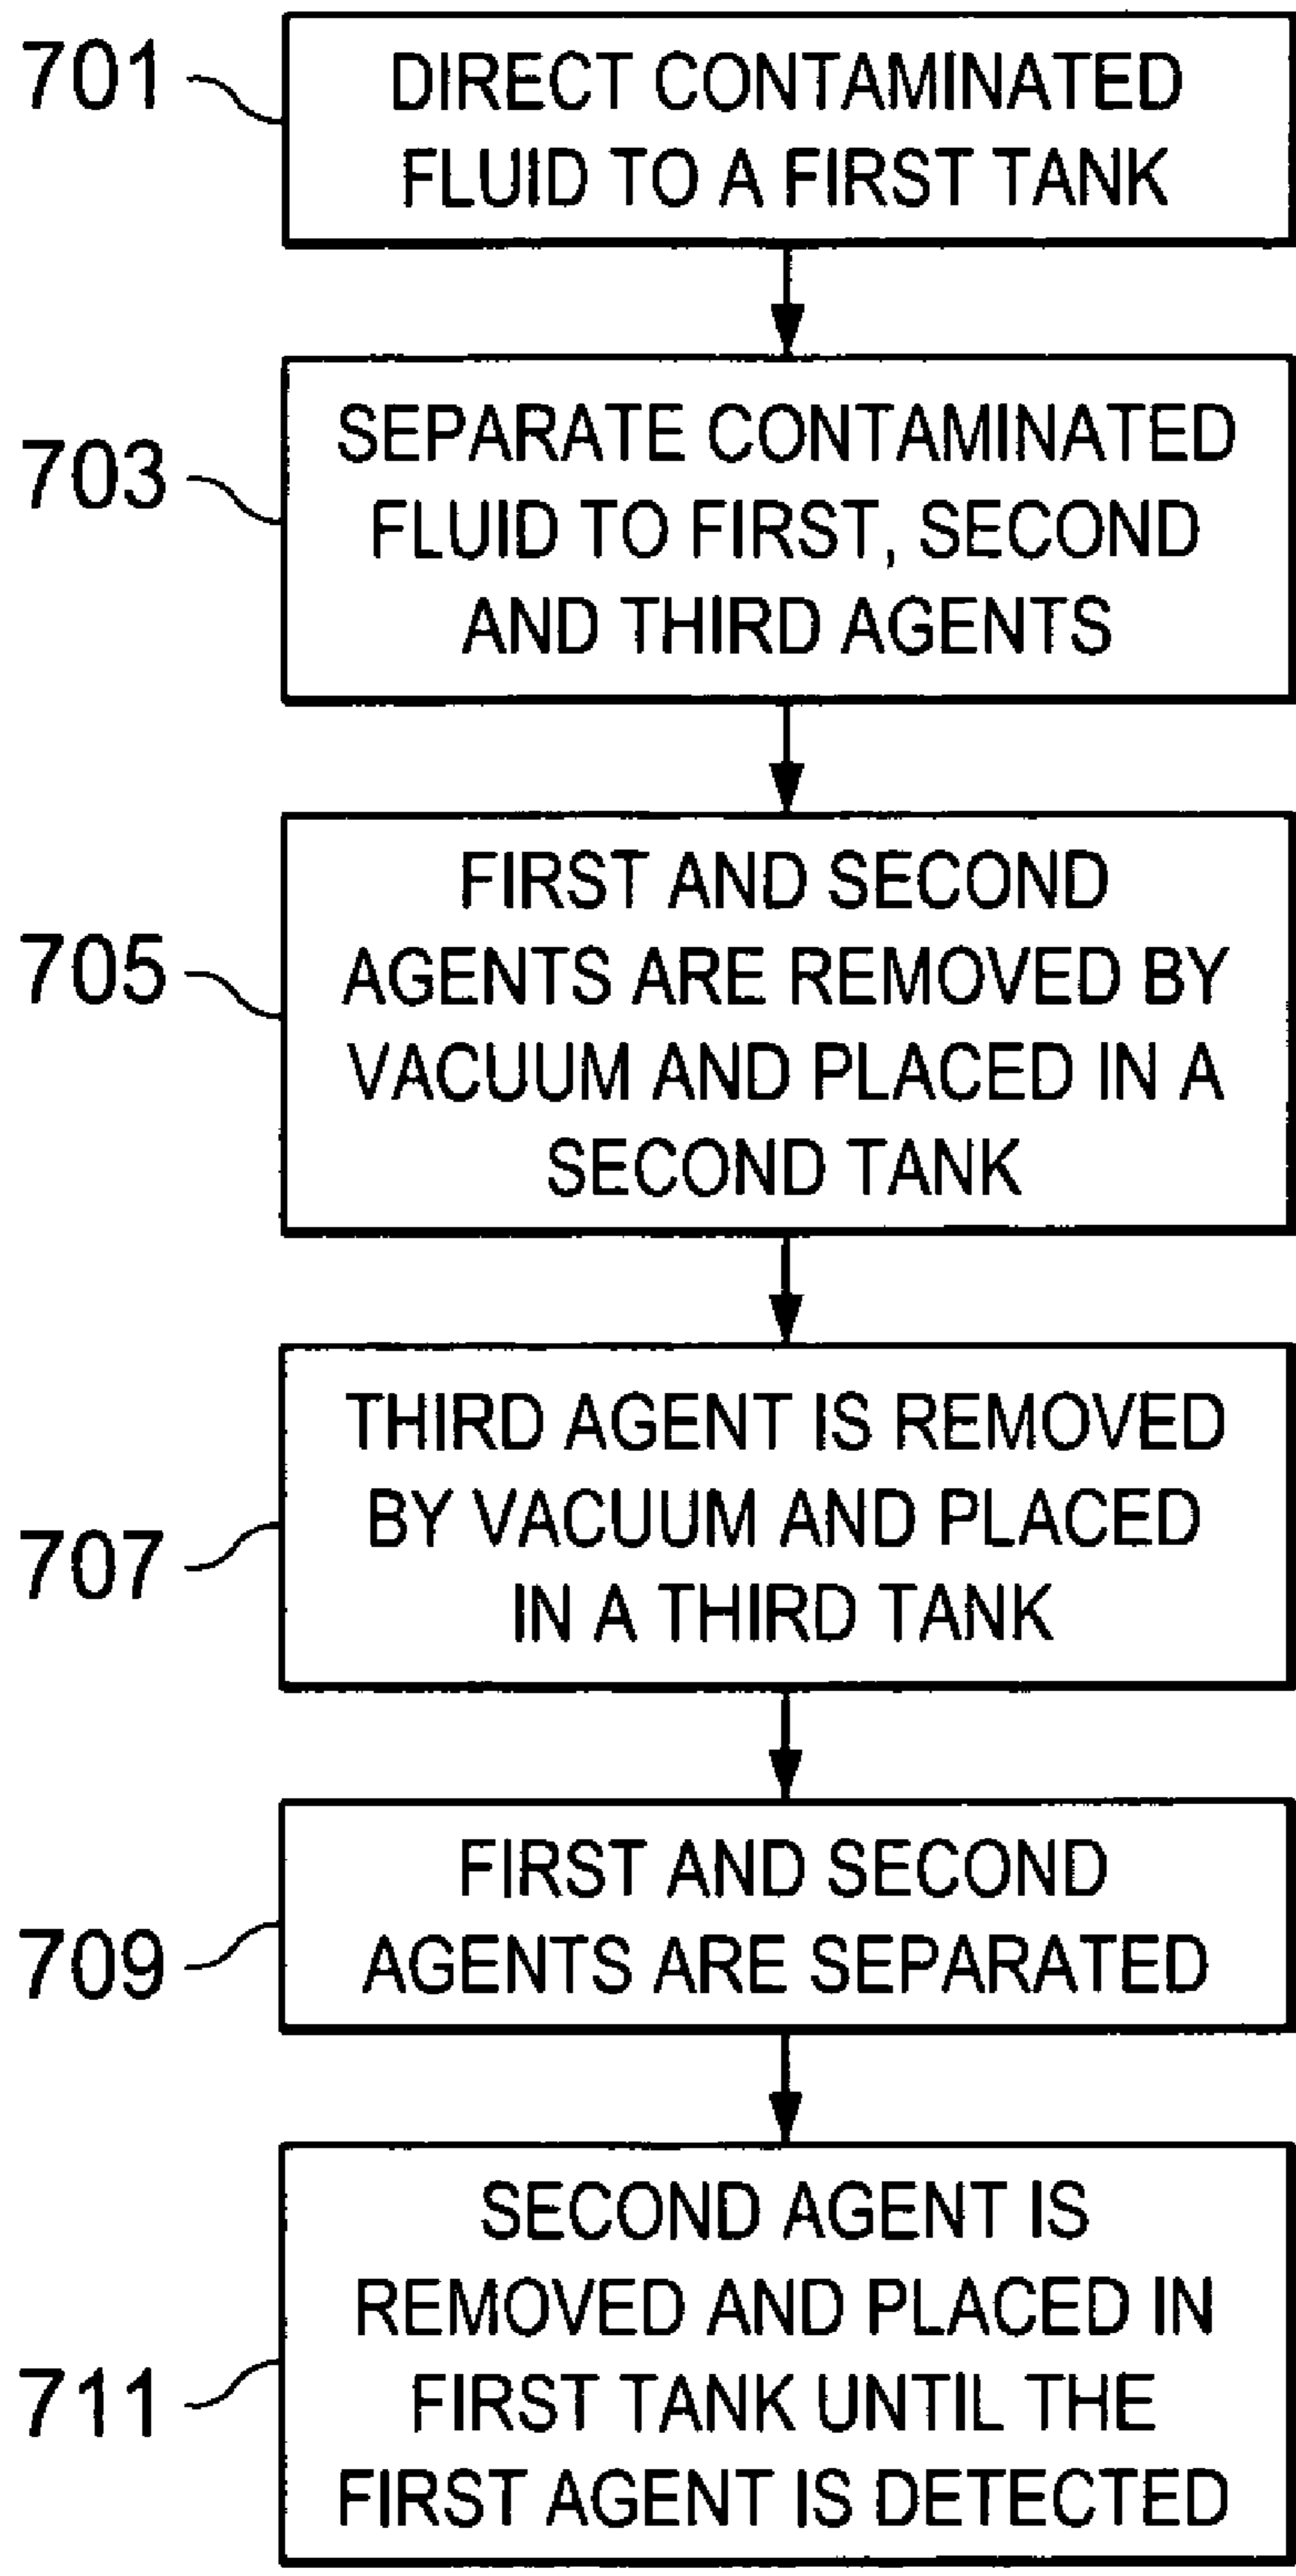 701
DIRECT CONTAMINATED
FLUID TO A FIRST TANK
703
SEPARATE CONTAMINATED
FLUID TO FIRST, SECOND
AND THIRD AGENTS
705
FIRST AND SECOND
AGENTS ARE REMOVED BY
VACUUM AND PLACED IN A
SECOND TANK
707
THIRD AGENT IS REMOVED
BY VACUUM AND PLACED
IN A THIRD TANK
709
FIRST AND SECOND
AGENTS ARE SEPARATED
711
SECOND AGENT IS
REMOVED AND PLACED IN
FIRST TANK UNTIL THE
FIRST AGENT IS DETECTED